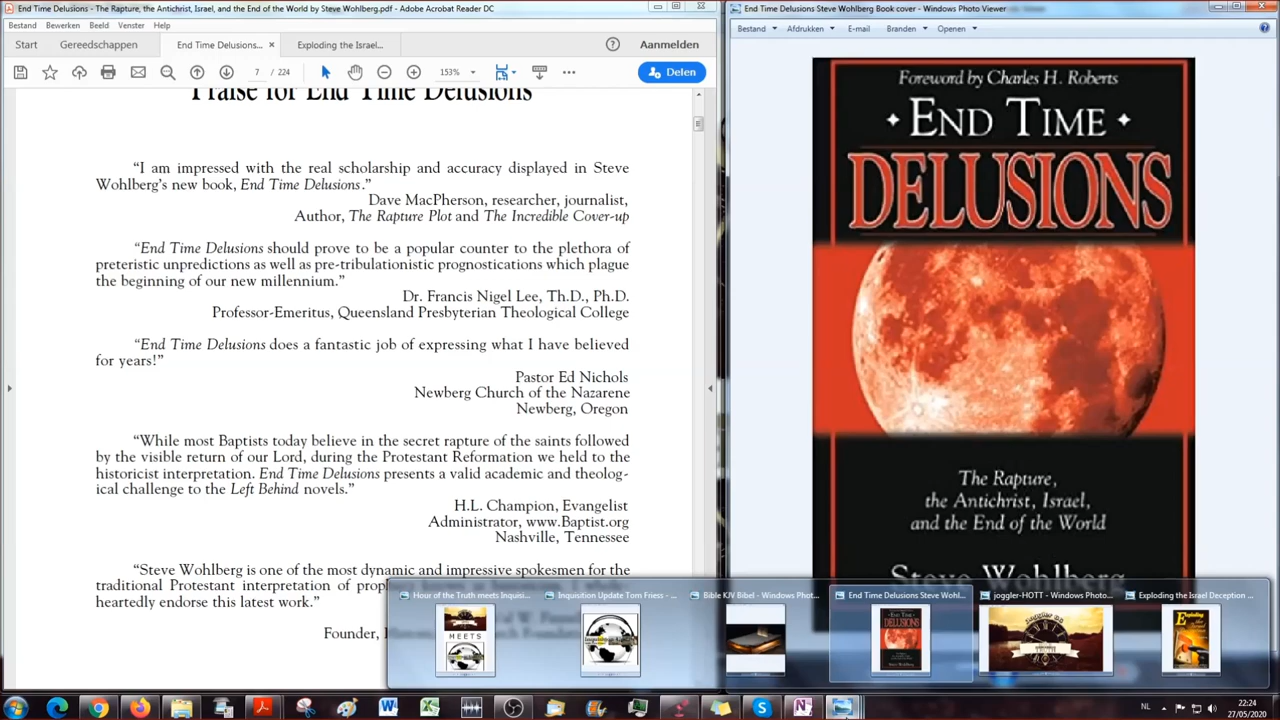 End Time Delusions - The Rapture, the Antichrist, Israel, and the End of the World by Steve Wohlberg.pdf - Adobe Acrobat Reader DC
Bestand Bewerken Beeld Venster Help
Start Gereedschappen End Time Delusions... × Exploding the Israel... Aanmelden
7 / 224 153% Delen
Praise for End Time Delusions
“I am impressed with the real scholarship and accuracy displayed in Steve
Wohlberg’s new book, End Time Delusions.”
Dave MacPherson, researcher, journalist,
Author, The Rapture Plot and The Incredible Cover-up
“End Time Delusions should prove to be a popular counter to the plethora of
preteristic unpredictions as well as pre-tribulationistic prognostications which plague
the beginning of our new millennium.”
Dr. Francis Nigel Lee, Th.D., Ph.D.
Professor-Emeritus, Queensland Presbyterian Theological College
“End Time Delusions does a fantastic job of expressing what I have believed
for years!”
Pastor Ed Nichols
Newberg Church of the Nazarene
Newberg, Oregon
“While most Baptists today believe in the secret rapture of the saints followed
by the visible return of our Lord, during the Protestant Reformation we held to the
historicist interpretation. End Time Delusions presents a valid academic and theolog-
ical challenge to the Left Behind novels.”
H.L. Champion, Evangelist
Administrator, www.Baptist.org
Nashville, Tennessee
“Steve Wohlberg is one of the most dynamic and impressive spokesmen for the
traditional Protestant interpretation of
heartedly endorse this latest work.”
Founder,
End Time Delusions Steve Wohlberg Book cover - Windows Photo Viewer
Bestand Afdrukken E-mail Branden Openen
Foreword by Charles H. Roberts
END TIME
DELUSIONS
The Rapture,
the Antichrist, Israel,
and the End of the World
Steve Wohlberg
Hour of the Truth meets Inquisi...
MEETS
Inquisition Update Tom Friess - ...
Bible KJV Bibel - Windows Phot...
End Time Delusions Steve Wohl...
END TIME
DELUSIONS
joggler-HOTT - Windows Photo...
Exploding the Israel Deception ...
NL
22:24
27/05/2020